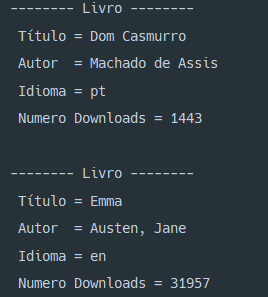 -------- Livro --------
Título = Dom Casmurro
Autor  = Machado de Assis
Idioma = pt
Numero Downloads = 1443

-------- Livro --------
Título = Emma
Autor  = Austen, Jane
Idioma = en
Numero Downloads = 31957